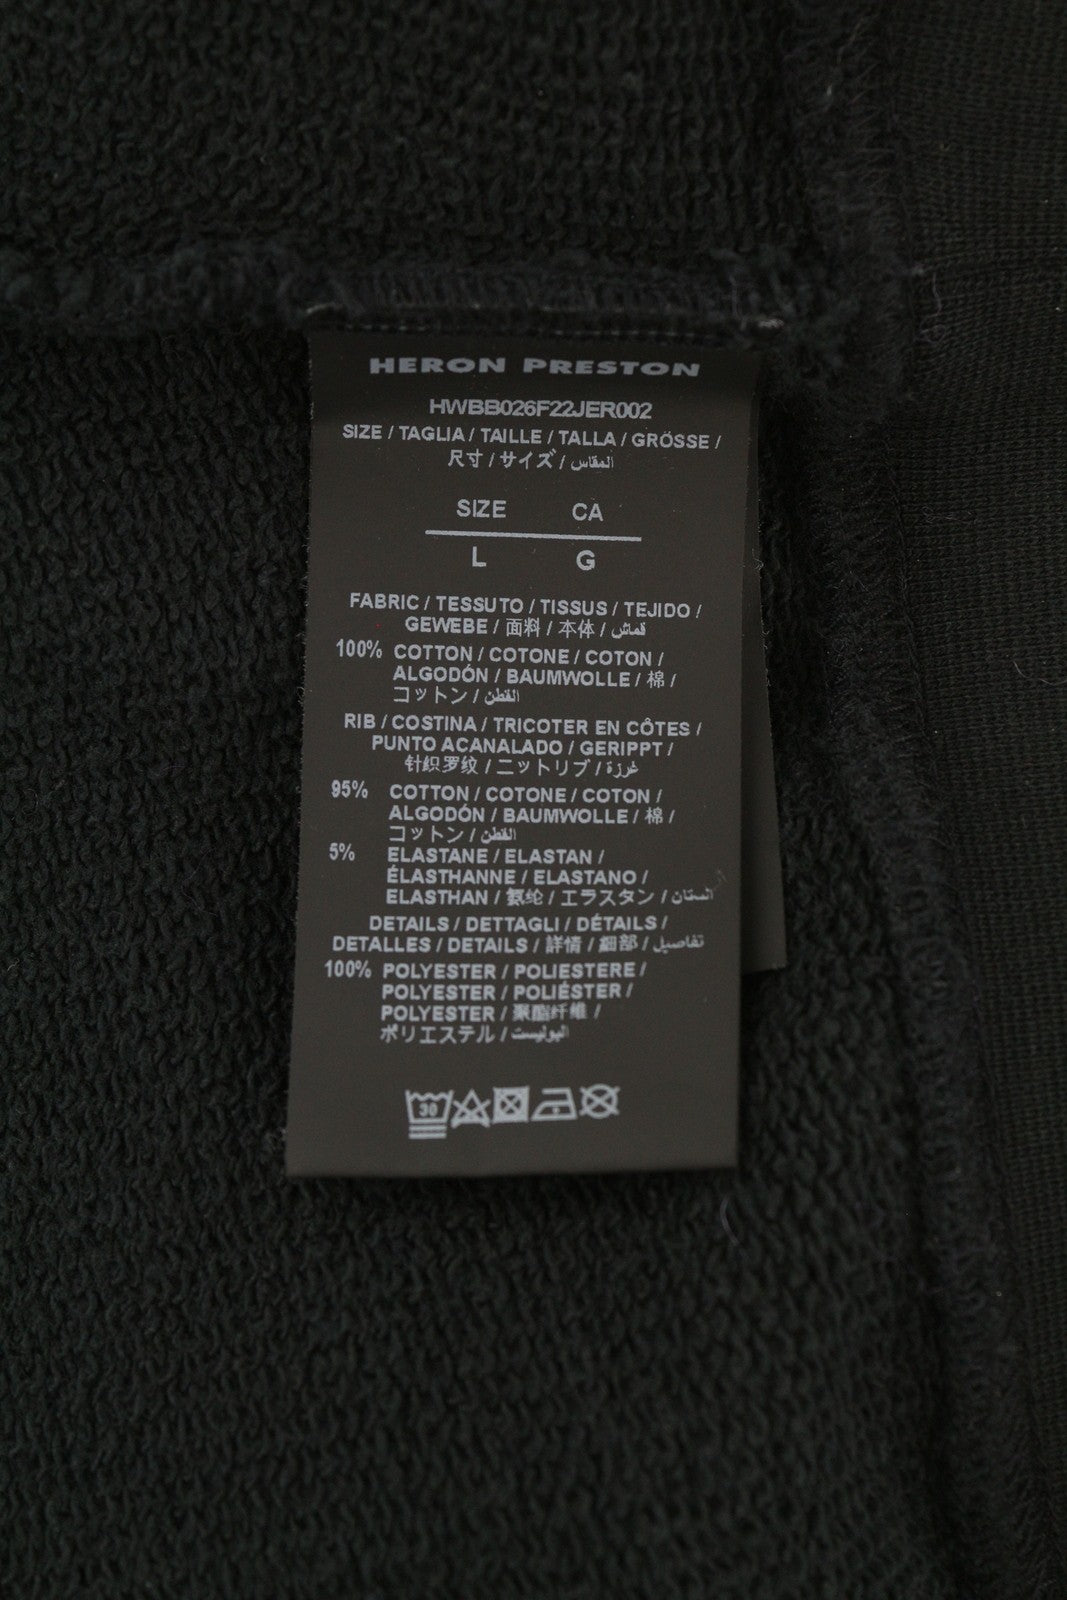 HERON PRESTON
HWBB026F22JER002
SIZE / TAGLIA / TAILLE / TALLA / GRÖSSE /
尺寸 / サイズ / المقاس
SIZE CA
L G
FABRIC / TESSUTO / TISSUS / TEJIDO /
GEWEBE / 面料 / 本体 / قماش
100% COTTON / COTONE / COTON /
ALGODÓN / BAUMWOLLE / 棉 /
コットン / القطن
RIB / COSTINA / TRICOTER EN CÔTES /
PUNTO ACANALADO / GERIPPT /
针织罗纹 / ニットリブ / غرزة
95% COTTON / COTONE / COTON /
ALGODÓN / BAUMWOLLE / 棉 /
コットン / القطن
5% ELASTANE / ELASTAN /
ÉLASTHANNE / ELASTANO /
ELASTHAN / 氨纶 / エラスタン /
DETAILS / DETTAGLI / DÉTAILS /
DETALLES / DETAILS / 詳情 / 細部 / تفاصيل
100% POLYESTER / POLIESTERE /
POLYESTER / POLIÉSTER /
POLYESTER / 聚酯纤维 /
ポリエステル / البوليستر
30